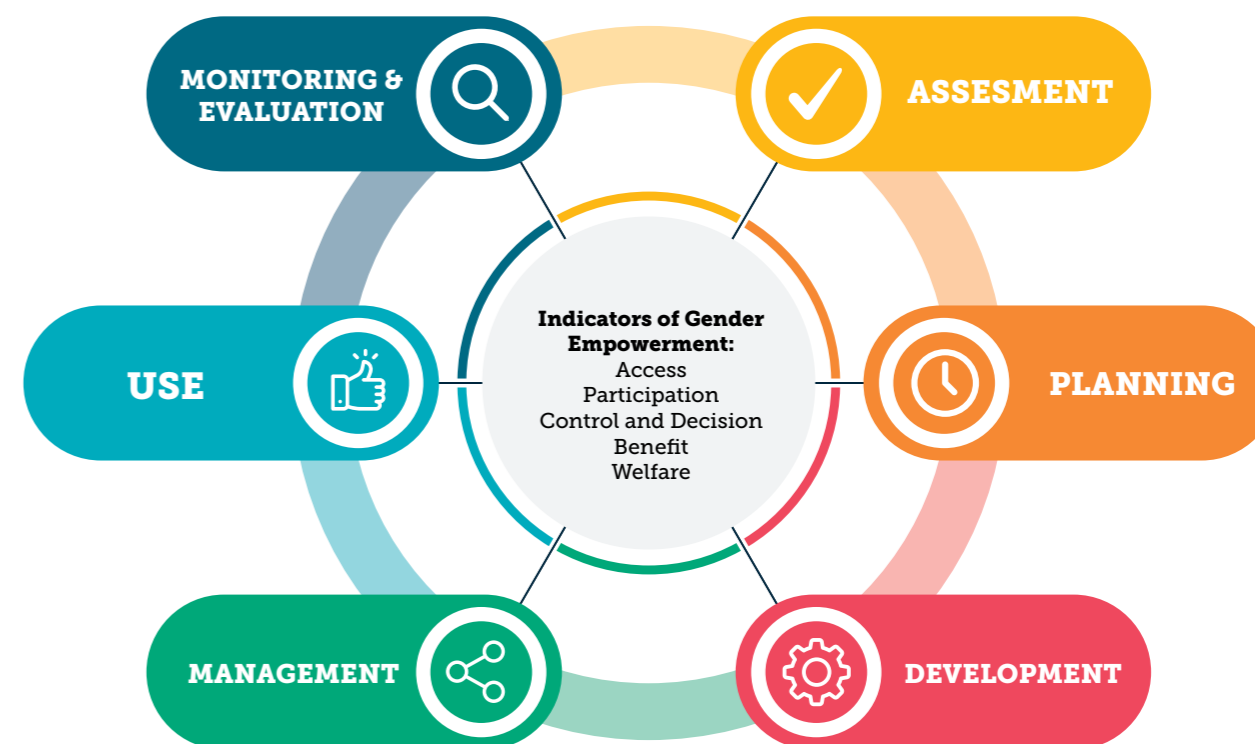 MONITORING &
EVALUATION
ASSESMENT
USE
Indicators of Gender
Empowerment:
Access
Participation
Control and Decision
Benefit
Welfare
PLANNING
MANAGEMENT
DEVELOPMENT